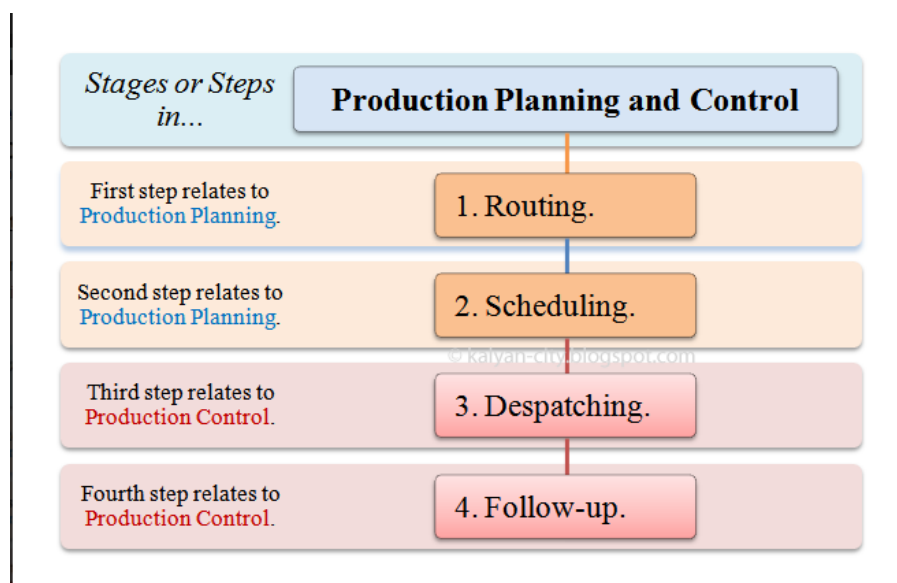 Stages or Steps
in...
Production Planning and Control
First step relates to
Production Planning.
1. Routing.
Second step relates to
Production Planning.
2. Scheduling.
© kalyan-city.blogspot.com
Third step relates to
Production Control.
3. Despatching.
Fourth step relates to
Production Control.
4. Follow-up.